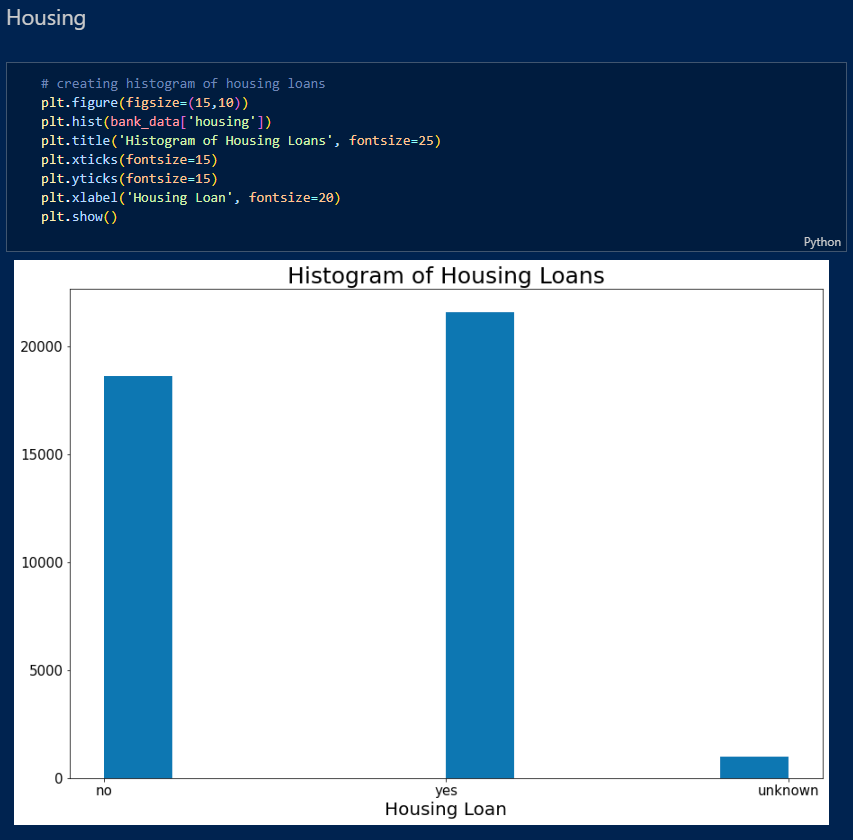 Housing
# creating histogram of housing loans
plt.figure(figsize=(15,10))
plt.hist(bank_data['housing'])
plt.title('Histogram of Housing Loans', fontsize=25)
plt.xticks(fontsize=15)
plt.yticks(fontsize=15)
plt.xlabel('Housing Loan', fontsize=20)
plt.show()
Python
Histogram of Housing Loans
20000
15000
10000
5000
0
no yes unknown
Housing Loan